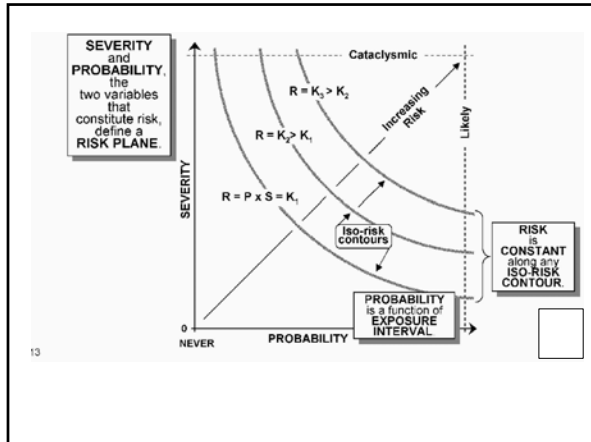 SEVERITY
and
PROBABILITY,
the
two variables
that
constitute risk,
define a
RISK PLANE.
Cataclysmic
R = K3 > K2
Increasing
Risk
Likely
R = K2 > K1
SEVERITY
R = P x S = K1
Iso-risk
contours
RISK
is
CONSTANT
along any
ISO-RISK
CONTOUR.
PROBABILITY
is a function of
EXPOSURE
INTERVAL.
0
NEVER
PROBABILITY
13